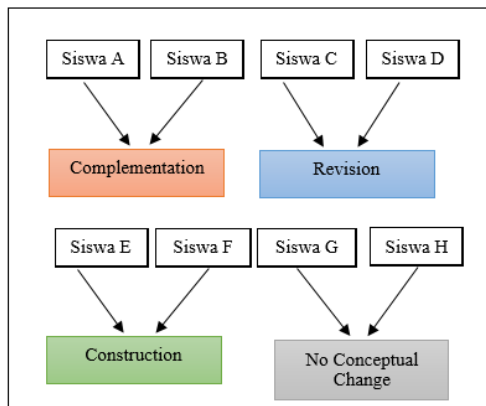 Siswa A
Siswa B
Siswa C
Siswa D
Complementation
Revision
Siswa E
Siswa F
Siswa G
Siswa H
Construction
No Conceptual
Change